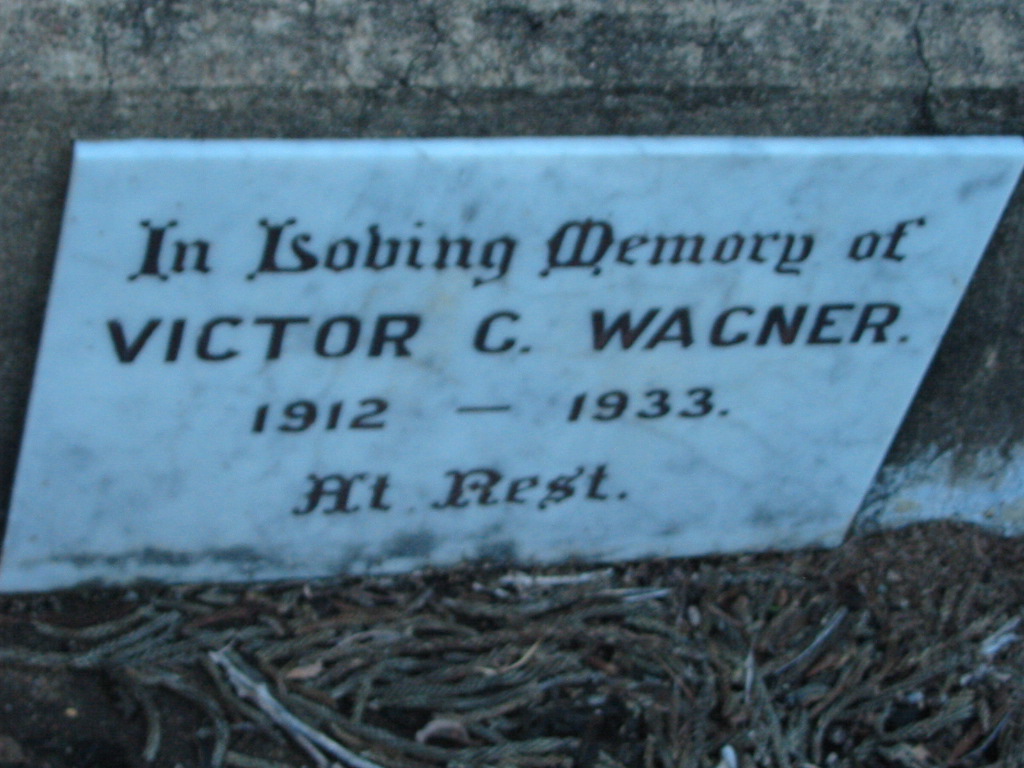 In Loving Memory of
VICTOR G. WAGNER.
1912 — 1933.
At Rest.